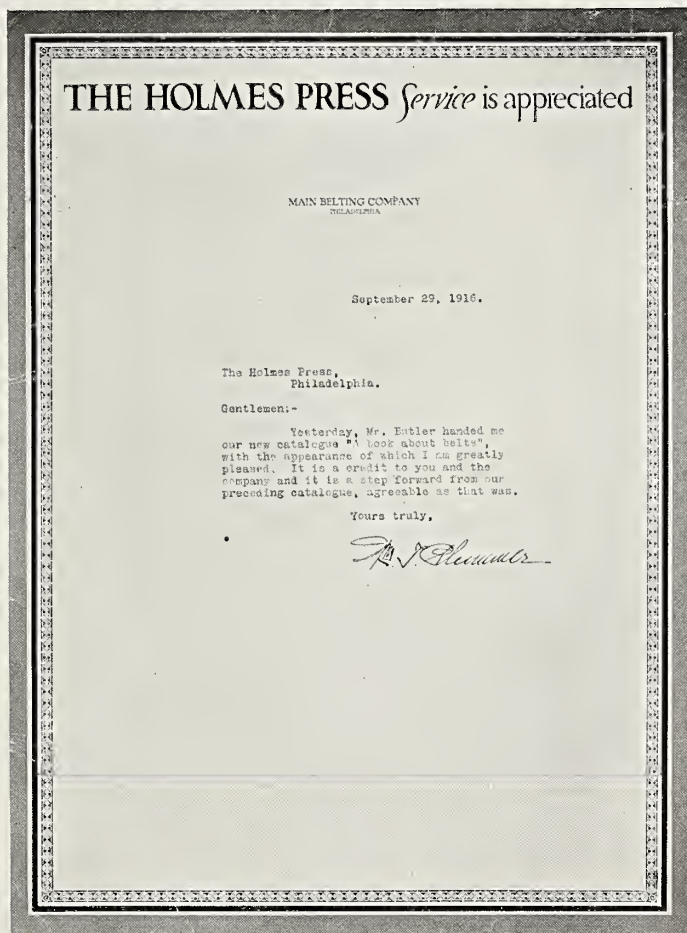 THE HOLMES PRESS Service is appreciated
MAIN BELTING COMPANY
PHILADELPHIA
September 29, 1916.
The Holmes Press,
Philadelphia.
Gentlemen:-
Yesterday, Mr. Butler handed me
our new catalogue "A book about belts",
with the appearance of which I am greatly
pleased. It is a credit to you and the
company and it is a step forward from our
preceding catalogue, agreeable as that was.
Yours truly,
Plummer